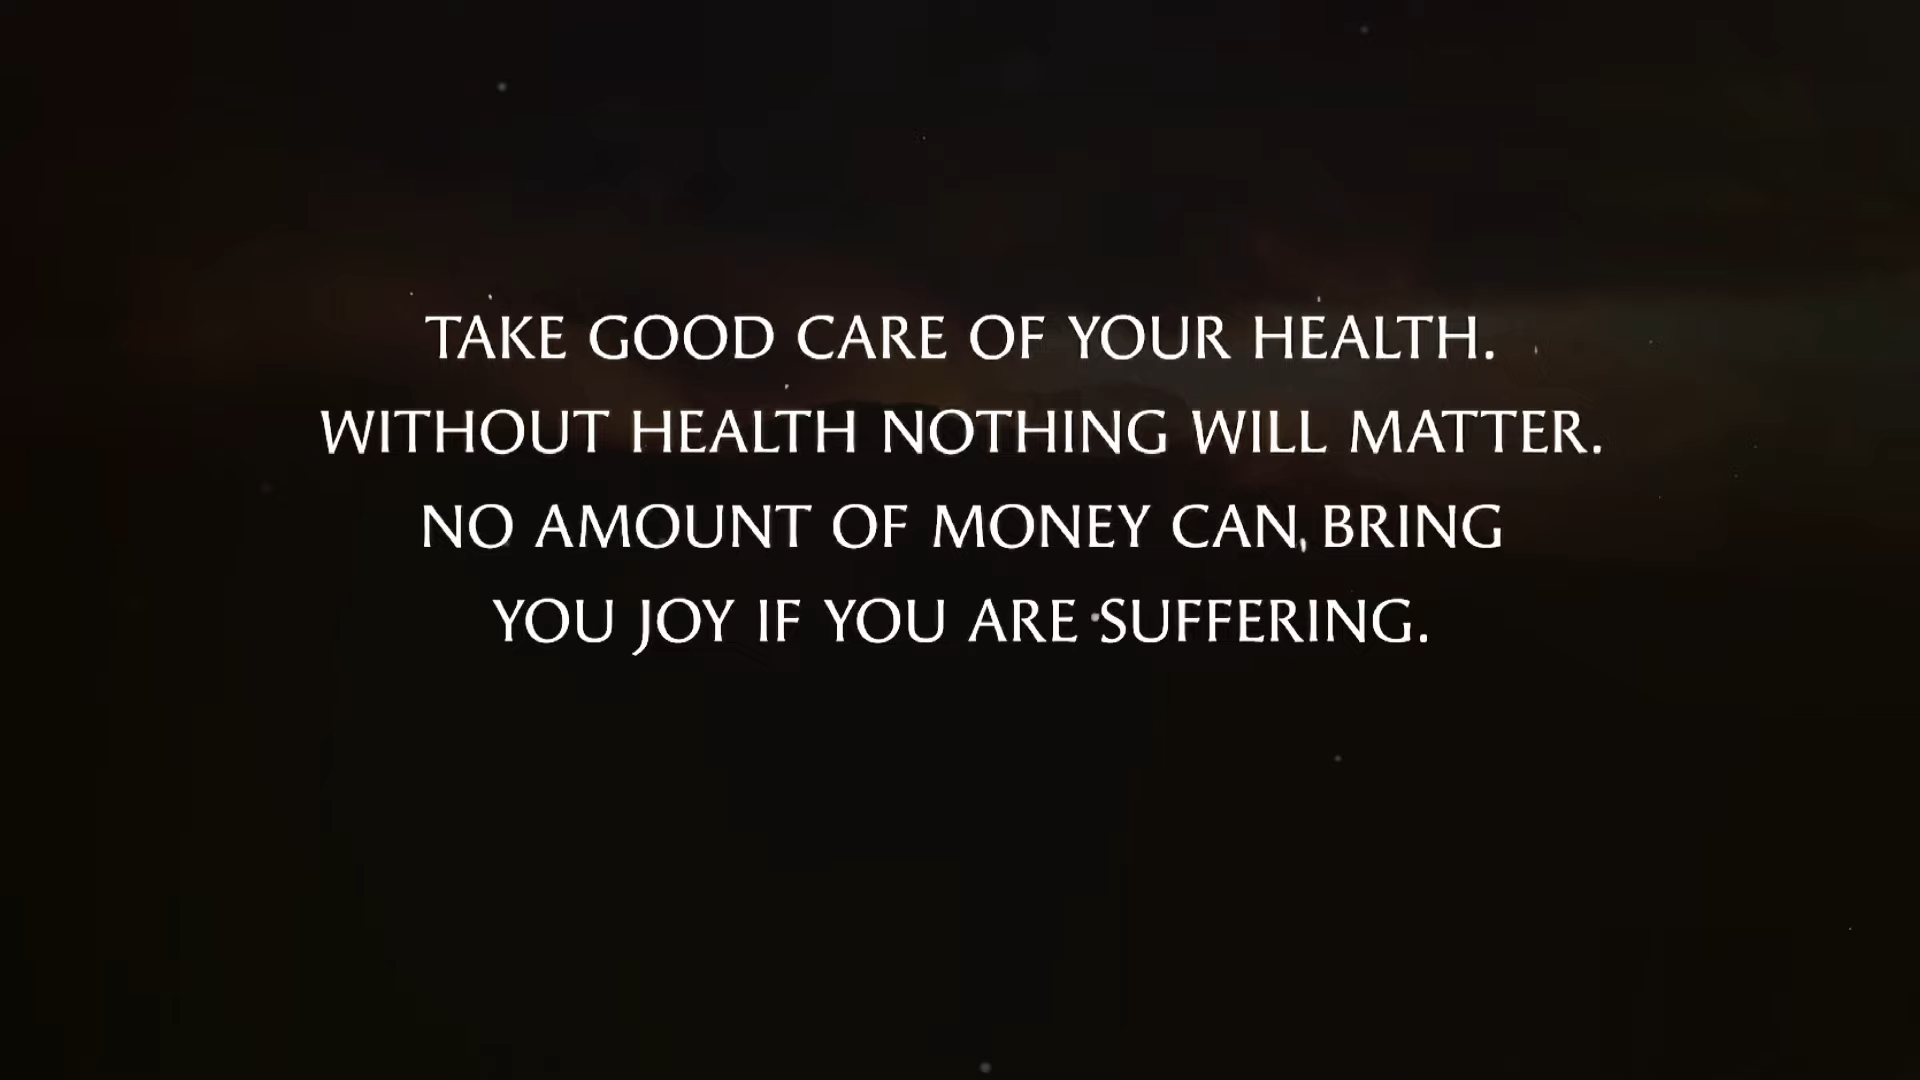 TAKE GOOD CARE OF YOUR HEALTH.
WITHOUT HEALTH NOTHING WILL MATTER.
NO AMOUNT OF MONEY CAN BRING
YOU JOY IF YOU ARE SUFFERING.